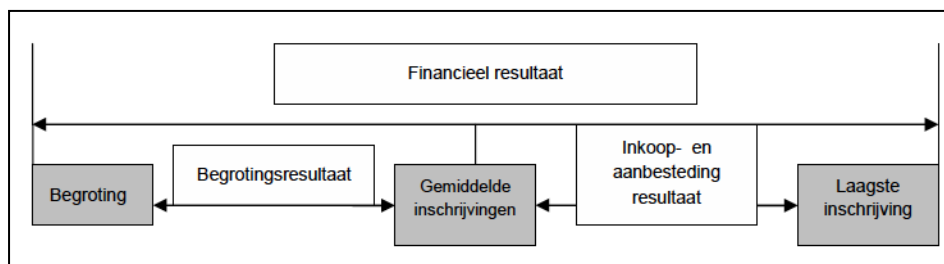 Financieel resultaat
Begroting
Begrotingsresultaat
Gemiddelde
inschrijvingen
Inkoop- en
aanbesteding
resultaat
Laagste
inschrijving